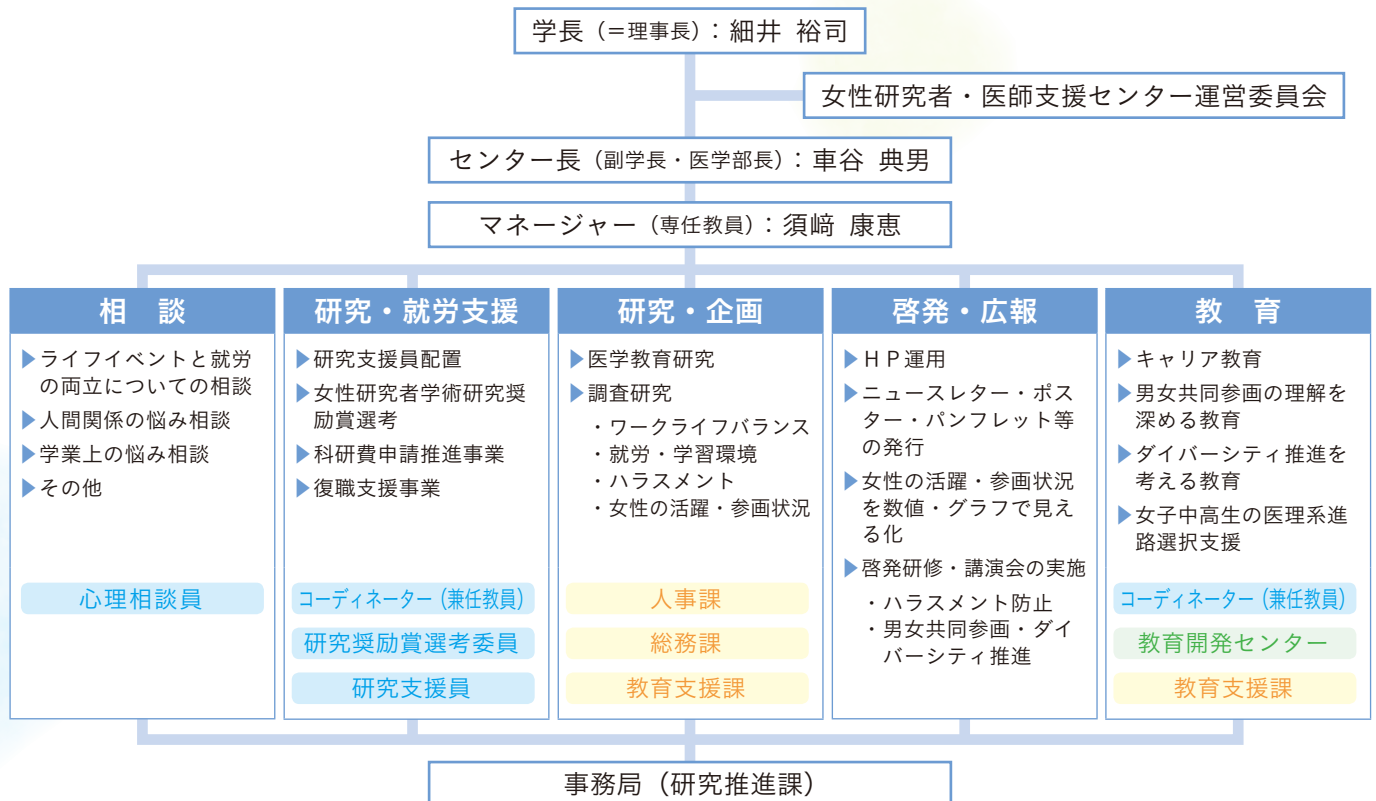 学長（＝理事長）：細井 裕司
女性研究者・医師支援センター運営委員会
センター長（副学長・医学部長）：車谷 典男
マネージャー（専任教員）：須﨑 康恵
相　談
▶ライフイベントと就労
の両立についての相談
▶人間関係の悩み相談
▶学業上の悩み相談
▶その他
心理相談員
研究・就労支援
▶研究支援員配置
▶女性研究者学術研究奨
励賞選考
▶科研費申請推進事業
▶復職支援事業
コーディネーター（兼任教員）
研究奨励賞選考委員
研究支援員
研究・企画
▶医学教育研究
▶調査研究
・ワークライフバランス
・就労・学習環境
・ハラスメント
・女性の活躍・参画状況
人事課
総務課
教育支援課
啓発・広報
▶ＨＰ運用
▶ニュースレター・ポス
ター・パンフレット等
の発行
▶女性の活躍・参画状況
を数値・グラフで見え
る化
▶啓発研修・講演会の実施
・ハラスメント防止
・男女共同参画・ダイ
バーシティ推進
教　育
▶キャリア教育
▶男女共同参画の理解を
深める教育
▶ダイバーシティ推進を
考える教育
▶女子中高生の医理系進
路選択支援
コーディネーター（兼任教員）
教育開発センター
教育支援課
事務局（研究推進課）